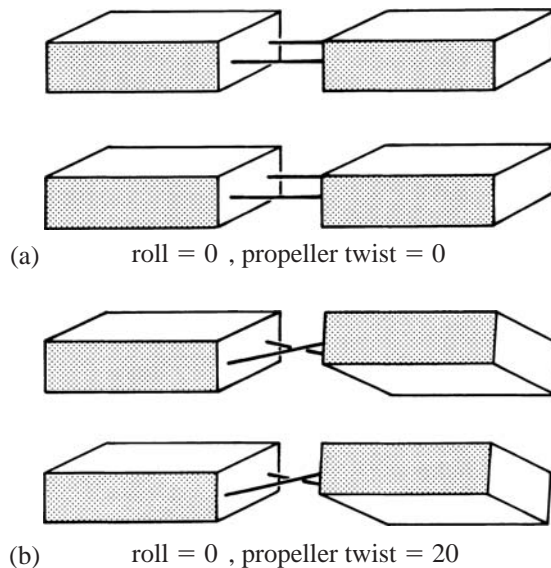 (a) roll = 0 , propeller twist = 0
(b) roll = 0 , propeller twist = 20